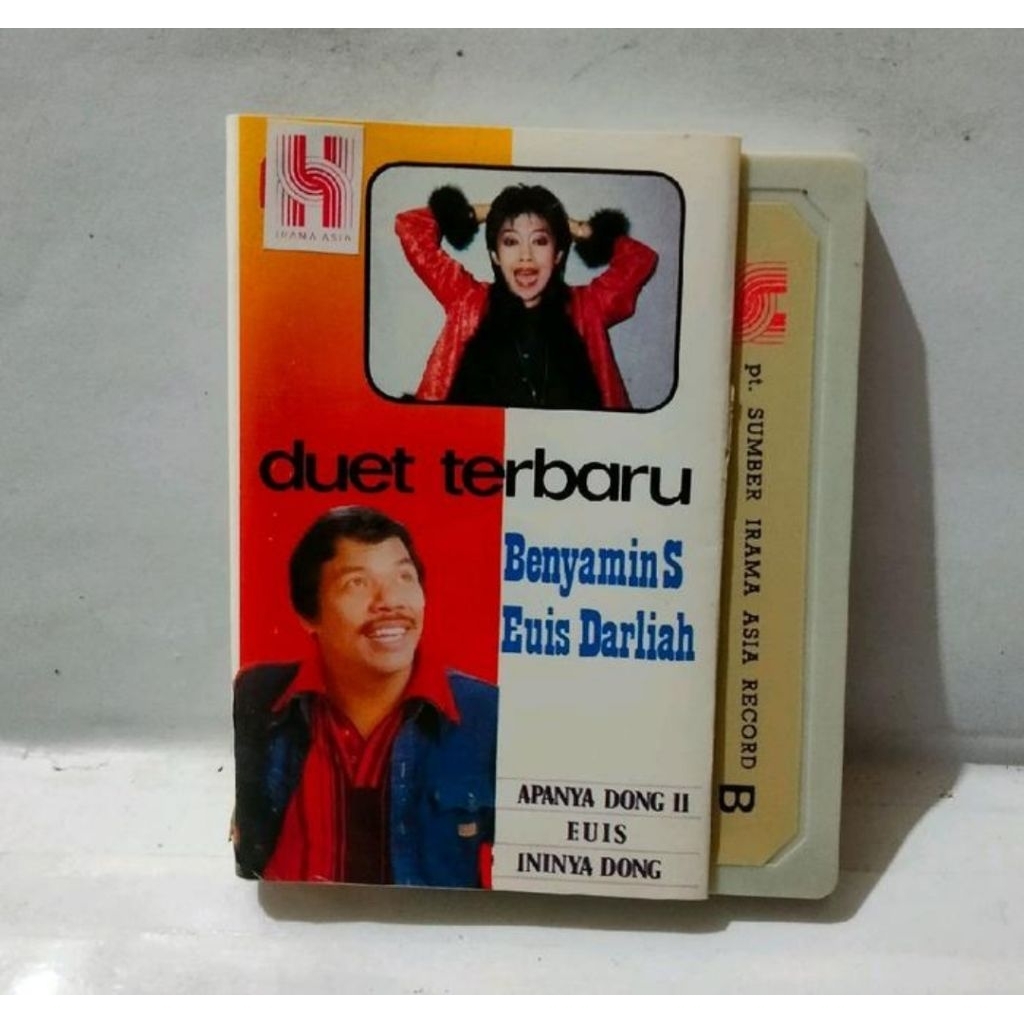 IRAMA ASIA
duet terbaru
Benyamin S
Euis Darliah
APANYA DONG II
EUIS
ININYA DONG
pt. SUMBER IRAMA ASIA RECORD
B